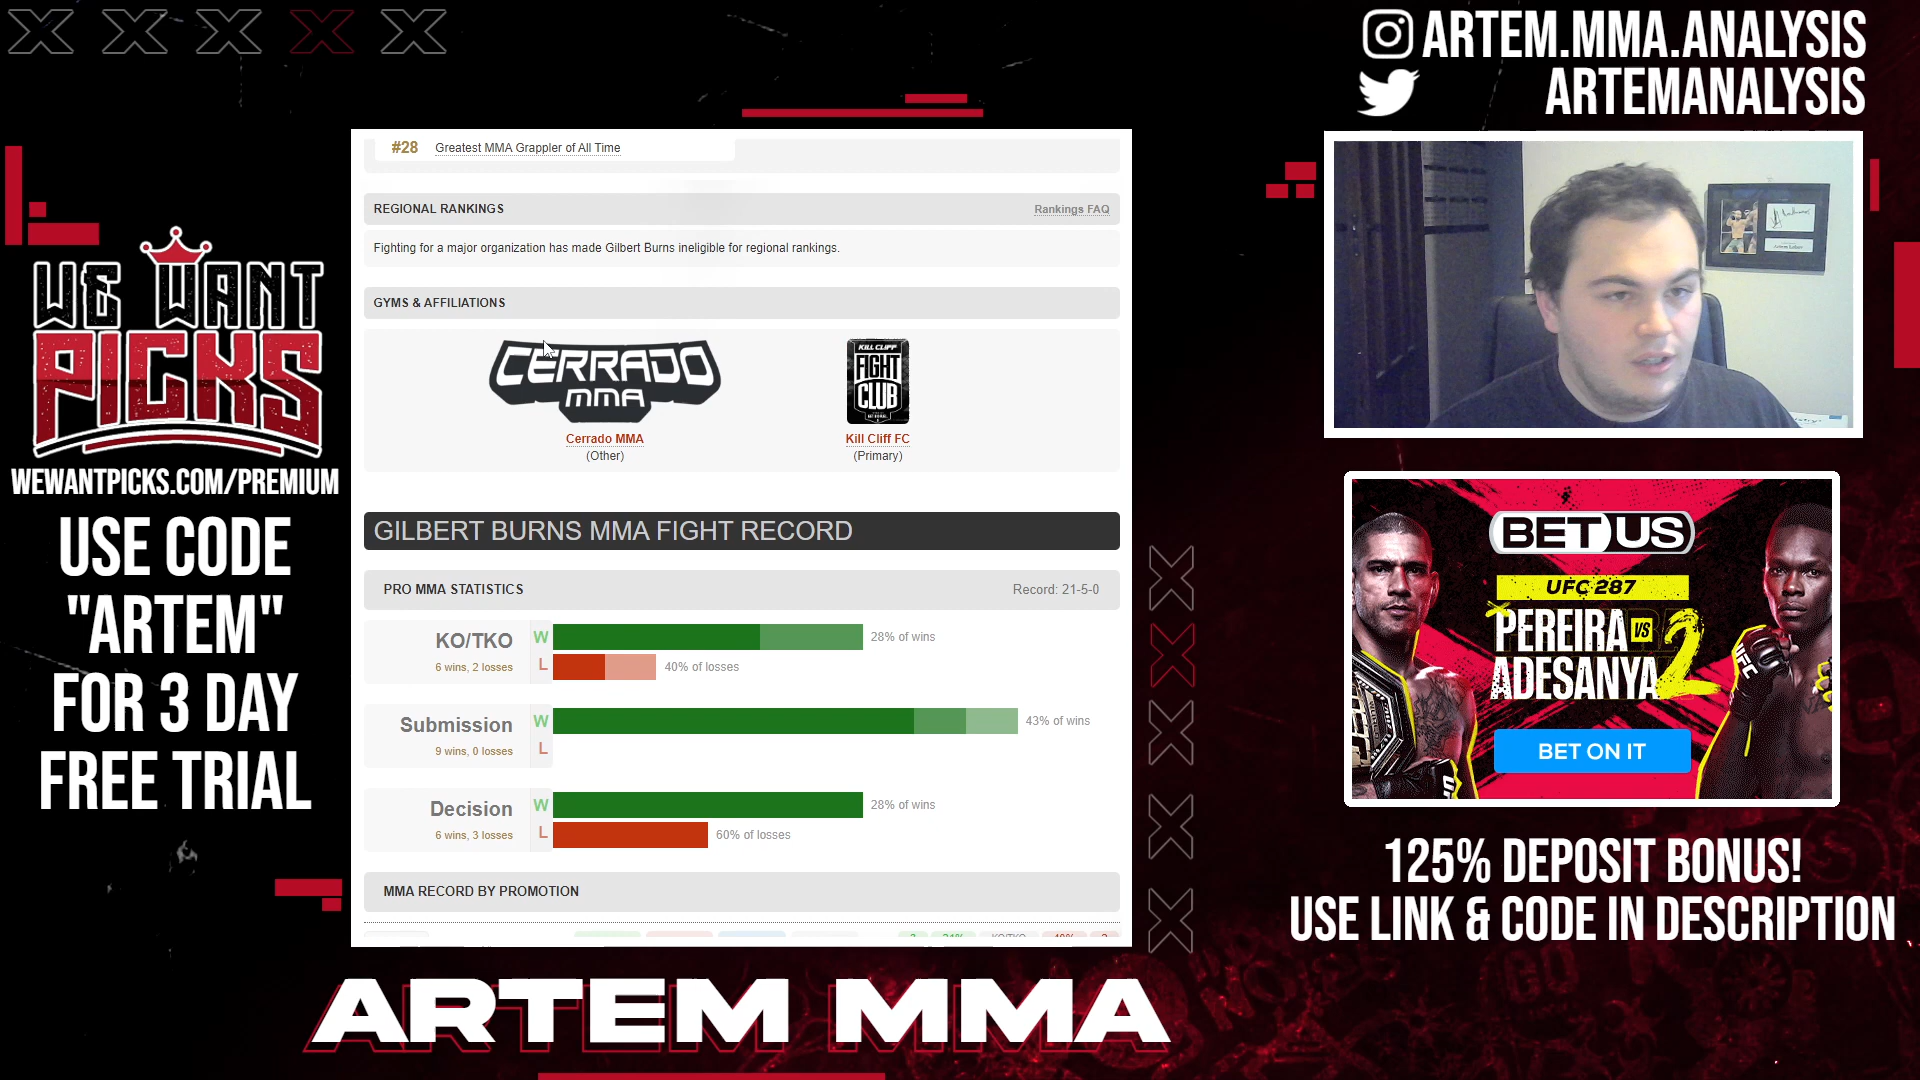 ARTEM.MMA.ANALYSIS
ARTEMANALYSIS
WE WANT
PICKS
WEWANTPICKS.COM/PREMIUM
USE CODE
"ARTEM"
FOR 3 DAY
FREE TRIAL
#28 Greatest MMA Grappler of All Time
REGIONAL RANKINGS Rankings FAQ
Fighting for a major organization has made Gilbert Burns ineligible for regional rankings.
GYMS & AFFILIATIONS
CERRADO
MMA
Cerrado MMA
(Other)
KILL CLIFF
FIGHT
CLUB
Kill Cliff FC
(Primary)
GILBERT BURNS MMA FIGHT RECORD
PRO MMA STATISTICS Record: 21-5-0
KO/TKO W 28% of wins
6 wins, 2 losses L 40% of losses
Submission W 43% of wins
9 wins, 0 losses L
Decision W 28% of wins
6 wins, 3 losses L 60% of losses
MMA RECORD BY PROMOTION
BETUS
UFC 287
PEREIRA VS
ADESANYA 2
UFC
BET ON IT
125% DEPOSIT BONUS!
USE LINK & CODE IN DESCRIPTION
ARTEM MMA